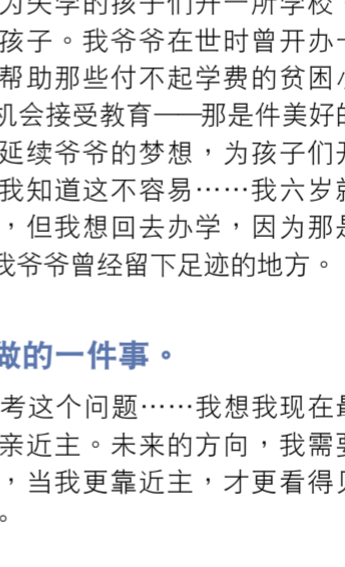 为失学的孩子们开一所学校
孩子。我爷爷在世时曾开办
帮助那些付不起学费的贫困
机会接受教育——那是件美好的
延续爷爷的梦想，为孩子们开
我知道这不容易……我六岁就
，但我想回去办学，因为那是
我爷爷曾经留下足迹的地方。
做的一件事。
考这个问题……我想我现在最
亲近主。未来的方向，我需要
，当我更靠近主，才更看得见
。